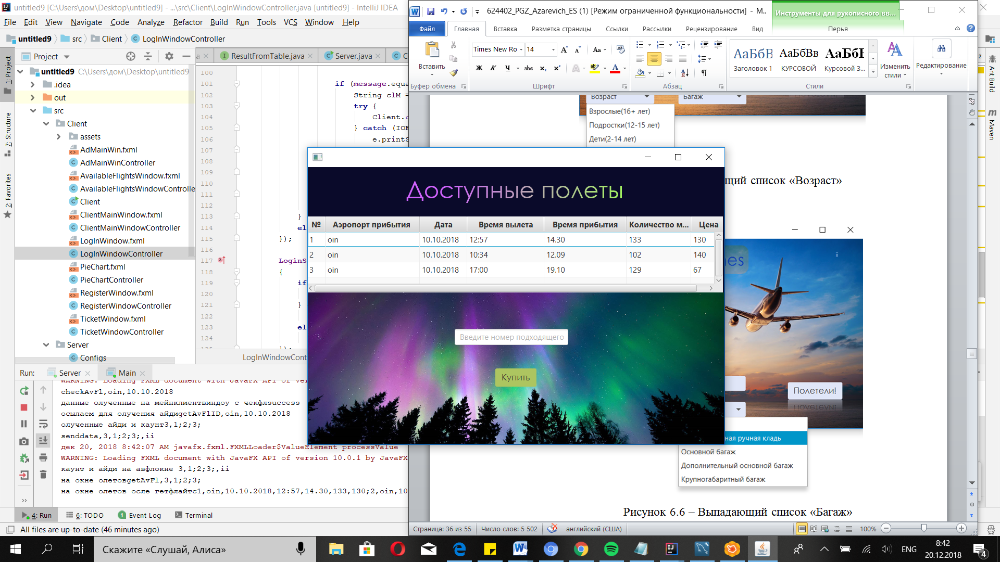 untitled9 [C:\Users\дом\Desktop\untitled9] - ...\src\Client\LogInWindowController.java [untitled9] - IntelliJ IDEA
File Edit View Navigate Code Analyze Refactor Build Run Tools VCS Window Help
untitled9 src Client LogInWindowController
Project
ResultFromTable.java Server.java
untitled9 C:\Users\дом\Desktop\untitled9
.idea
out
src
Client
assets
AdMainWin.fxml
AdMainWinController
AvailableFlightsWindow.fxml
AvailableFlightsWindowControlle
Client
ClientMainWindow.fxml
ClientMainWindowController
LogInWindow.fxml
LogInWindowController
PieChart.fxml
PieChartController
RegisterWindow.fxml
RegisterWindowController
TicketWindow.fxml
TicketWindowController
Server
Configs
1: Project
7: Structure
2: Favorites
100
101 if (message.equa
102 String clM =
103 try {
104 Client.
105 } catch (IOE
106 e.printS
107
108
109
110
111
112
113 }
114 el
115 });
116
117 LoginS
118 {
119 if
120
121 }
122
123 el
124
LogInWindowCont
Run: Server Main
WARNING: Loading FXML document with JavaFX API of ve
checkAvFl,oin,10.10.2018
данные олученные на мейнклиентвиндоу с чекфлsuccess
осылаем для олучения айдиgetAvFlID,oin,10.10.2018
олученные айди и каунт3,1;2;3;
senddata,3,1;2;3;,ii
дек 20, 2018 8:42:07 AM javafx.fxml.FXMLLoader$ValueElement processValue
WARNING: Loading FXML document with JavaFX API of version 10.0.1 by JavaFX
каунт и айди на авфлокне 3,1;2;3;,ii
на окне олетовgetAvFl,3,1;2;3;
на окне олетов осле гетфлайтс1,oin,10.10.2018,12:57,14.30,133,130;2,oin,10
4: Run 6: TODO 1 Event Log Terminal
All files are up-to-date (46 minutes ago)
624402_PGZ_Azarevich_ES (1) [Режим ограниченной функциональности] - M...
Инструменты для рукописного вв...
Файл Главная Вставка Разметка страницы Ссылки Рассылки Рецензирование Вид Перья
Вставить
Буфер обмена
Times New Ro 14
Ж К Ч abc x₂ x²
Шрифт
Абзац
АаБбВ АаБбВв АаБбІ
Заголовок 1 КУРСОВОЙ Курсовой З...
Стили
Изменить стили
Редактирование
Ant Build
Maven
Возраст Багаж
Взрослые(16+ лет)
Подростки(12-15 лет)
Дети(2-14 лет)
щий список «Возраст»
Доступные полеты
№ Аэропорт прибытия Дата Время вылета Время прибытия Количество м... Цена
1 oin 10.10.2018 12:57 14.30 133 130
2 oin 10.10.2018 10:34 12.09 102 140
3 oin 10.10.2018 17:00 19.10 129 67
Введите номер подходящего
Купить
nes
Полетели!
ная ручная кладь
Основной багаж
Дополнительный основной багаж
Крупногабаритный багаж
Рисунок 6.6 – Выпадающий список «Багаж»
Страница: 36 из 55 Число слов: 5 502 английский (США) 100%
Скажите «Слушай, Алиса»
ENG
8:42
20.12.2018
4